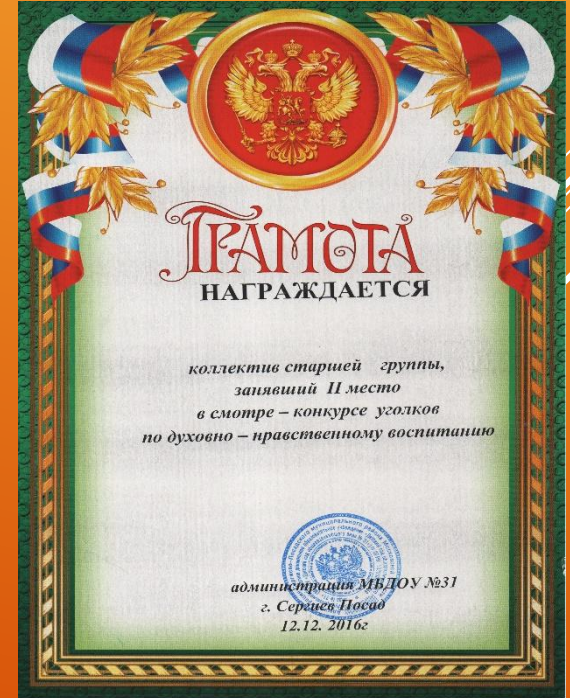 ГРАМОТА
НАГРАЖДАЕТСЯ
коллектив старшей группы,
занявший II место
в смотре – конкурсе уголков
по духовно – нравственному воспитанию
администрация МБДОУ №31
г. Сергиев Посад
12.12. 2016г